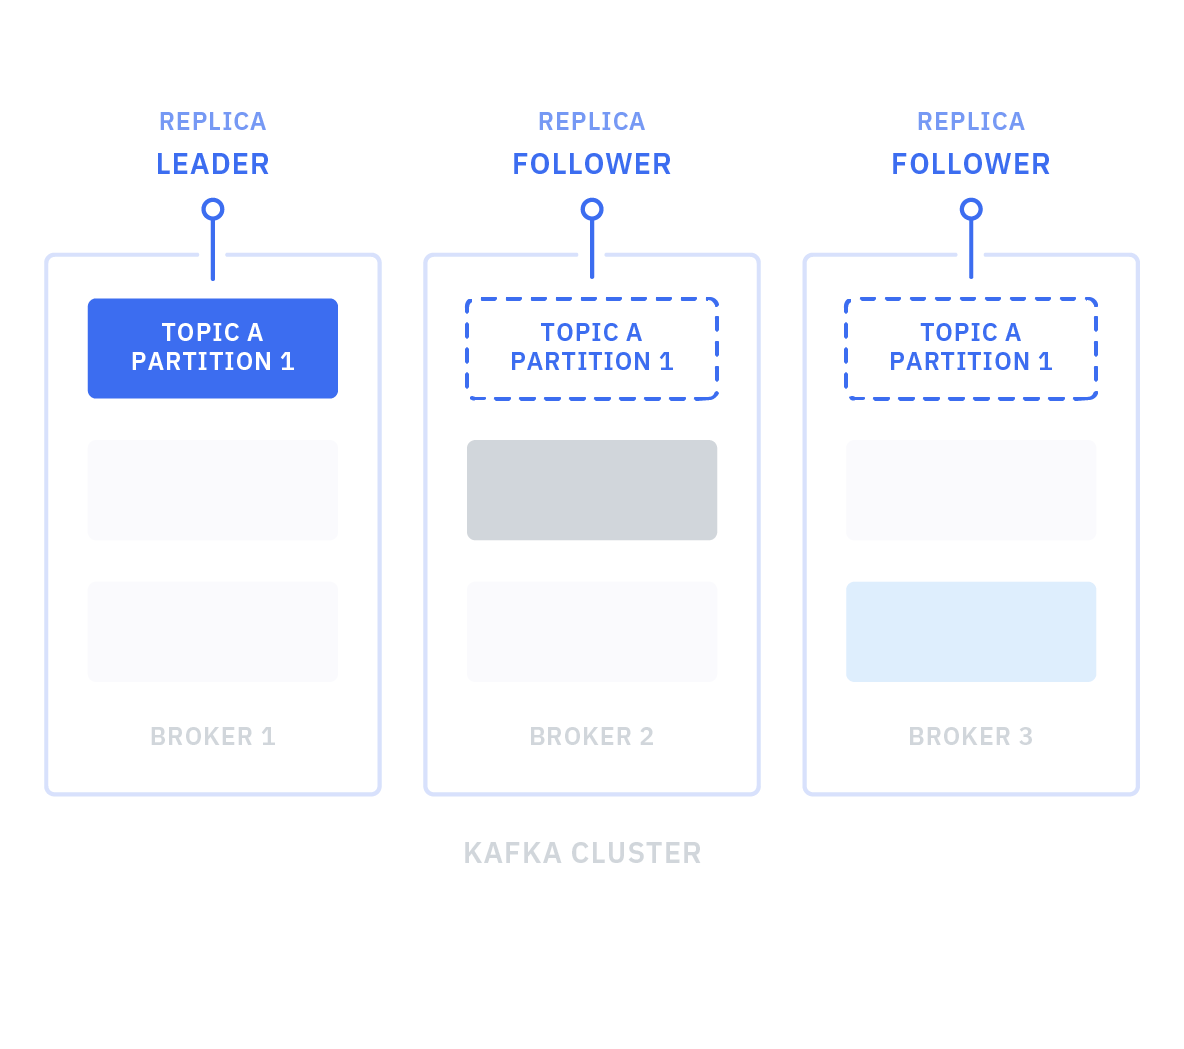 REPLICA
LEADER
REPLICA
FOLLOWER
REPLICA
FOLLOWER
TOPIC A
PARTITION 1
TOPIC A
PARTITION 1
TOPIC A
PARTITION 1
BROKER 1
BROKER 2
BROKER 3
KAFKA CLUSTER